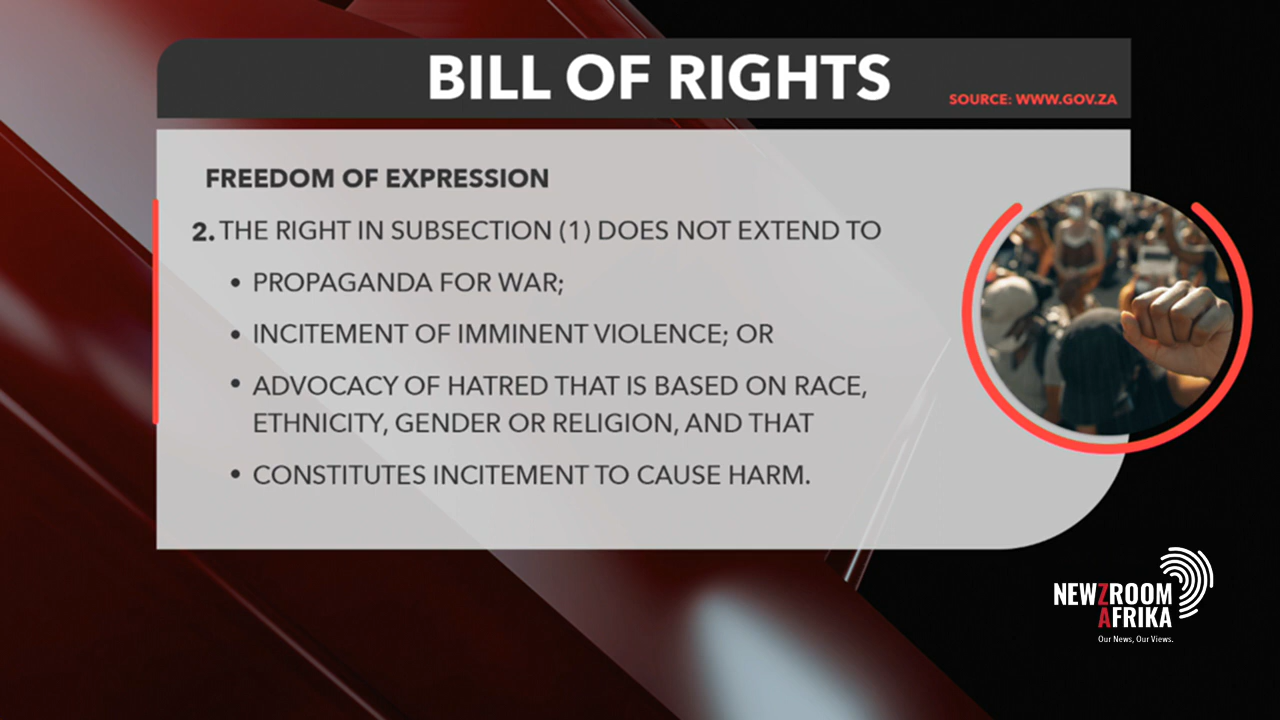 BILL OF RIGHTS
SOURCE: WWW.GOV.ZA
FREEDOM OF EXPRESSION
2. THE RIGHT IN SUBSECTION (1) DOES NOT EXTEND TO
• PROPAGANDA FOR WAR;
• INCITEMENT OF IMMINENT VIOLENCE; OR
• ADVOCACY OF HATRED THAT IS BASED ON RACE,
ETHNICITY, GENDER OR RELIGION, AND THAT
• CONSTITUTES INCITEMENT TO CAUSE HARM.
NEWZROOM
AFRIKA
Our News, Our Views.